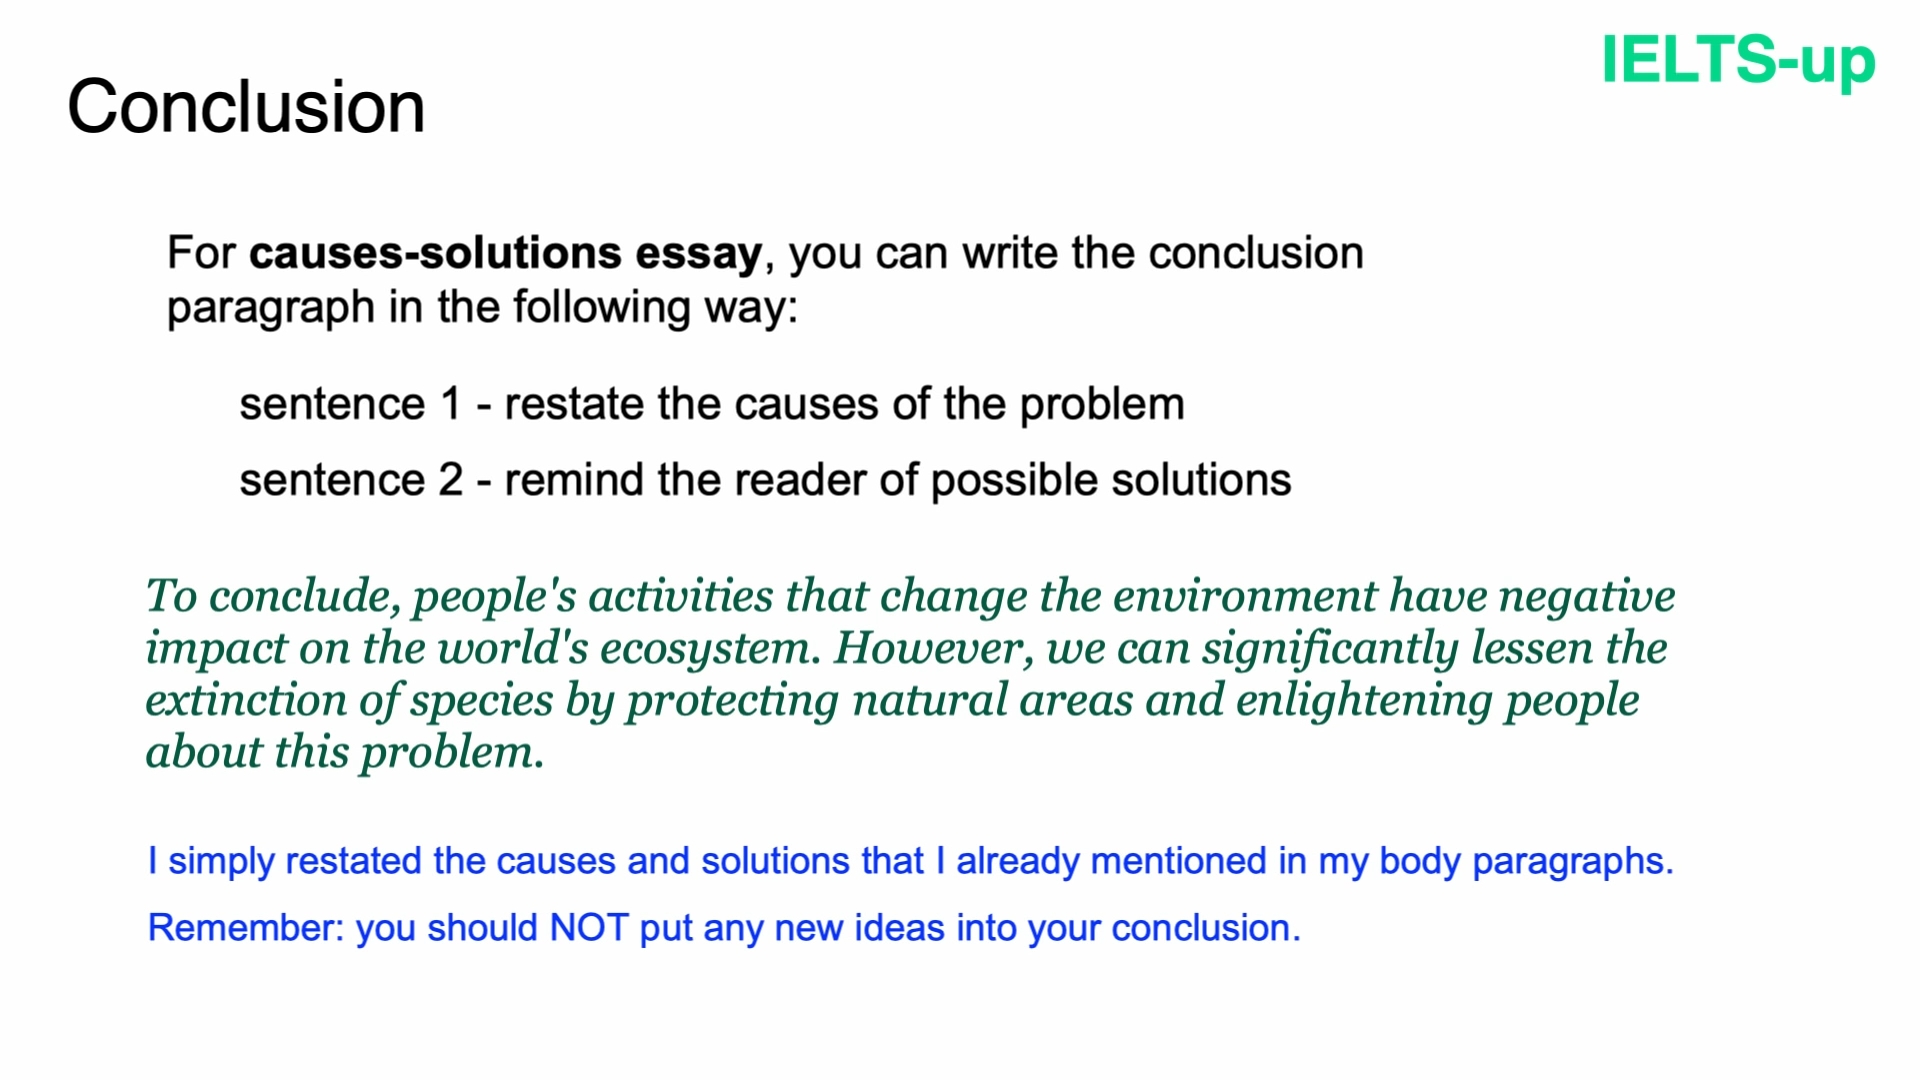 IELTS-up
Conclusion
For causes-solutions essay, you can write the conclusion
paragraph in the following way:
sentence 1 - restate the causes of the problem
sentence 2 - remind the reader of possible solutions
To conclude, people's activities that change the environment have negative
impact on the world's ecosystem. However, we can significantly lessen the
extinction of species by protecting natural areas and enlightening people
about this problem.
I simply restated the causes and solutions that I already mentioned in my body paragraphs.
Remember: you should NOT put any new ideas into your conclusion.